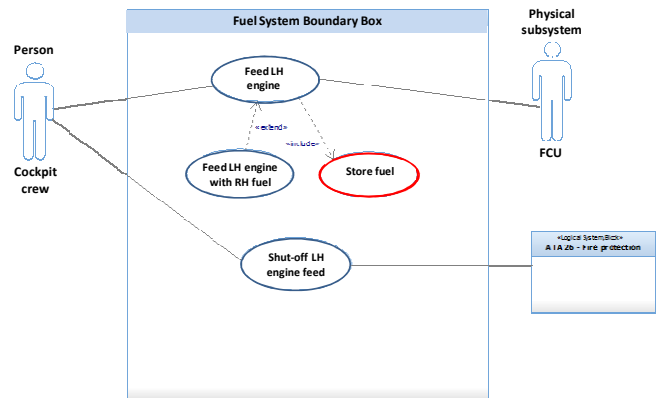 Fuel System Boundary Box
Physical
subsystem
Person
Feed LH
engine
«extend»
«include»
FCU
Feed LH engine
with RH fuel
Store fuel
Cockpit
crew
«Logical System,Block»
ATA 26 - Fire protection
Shut-off LH
engine feed